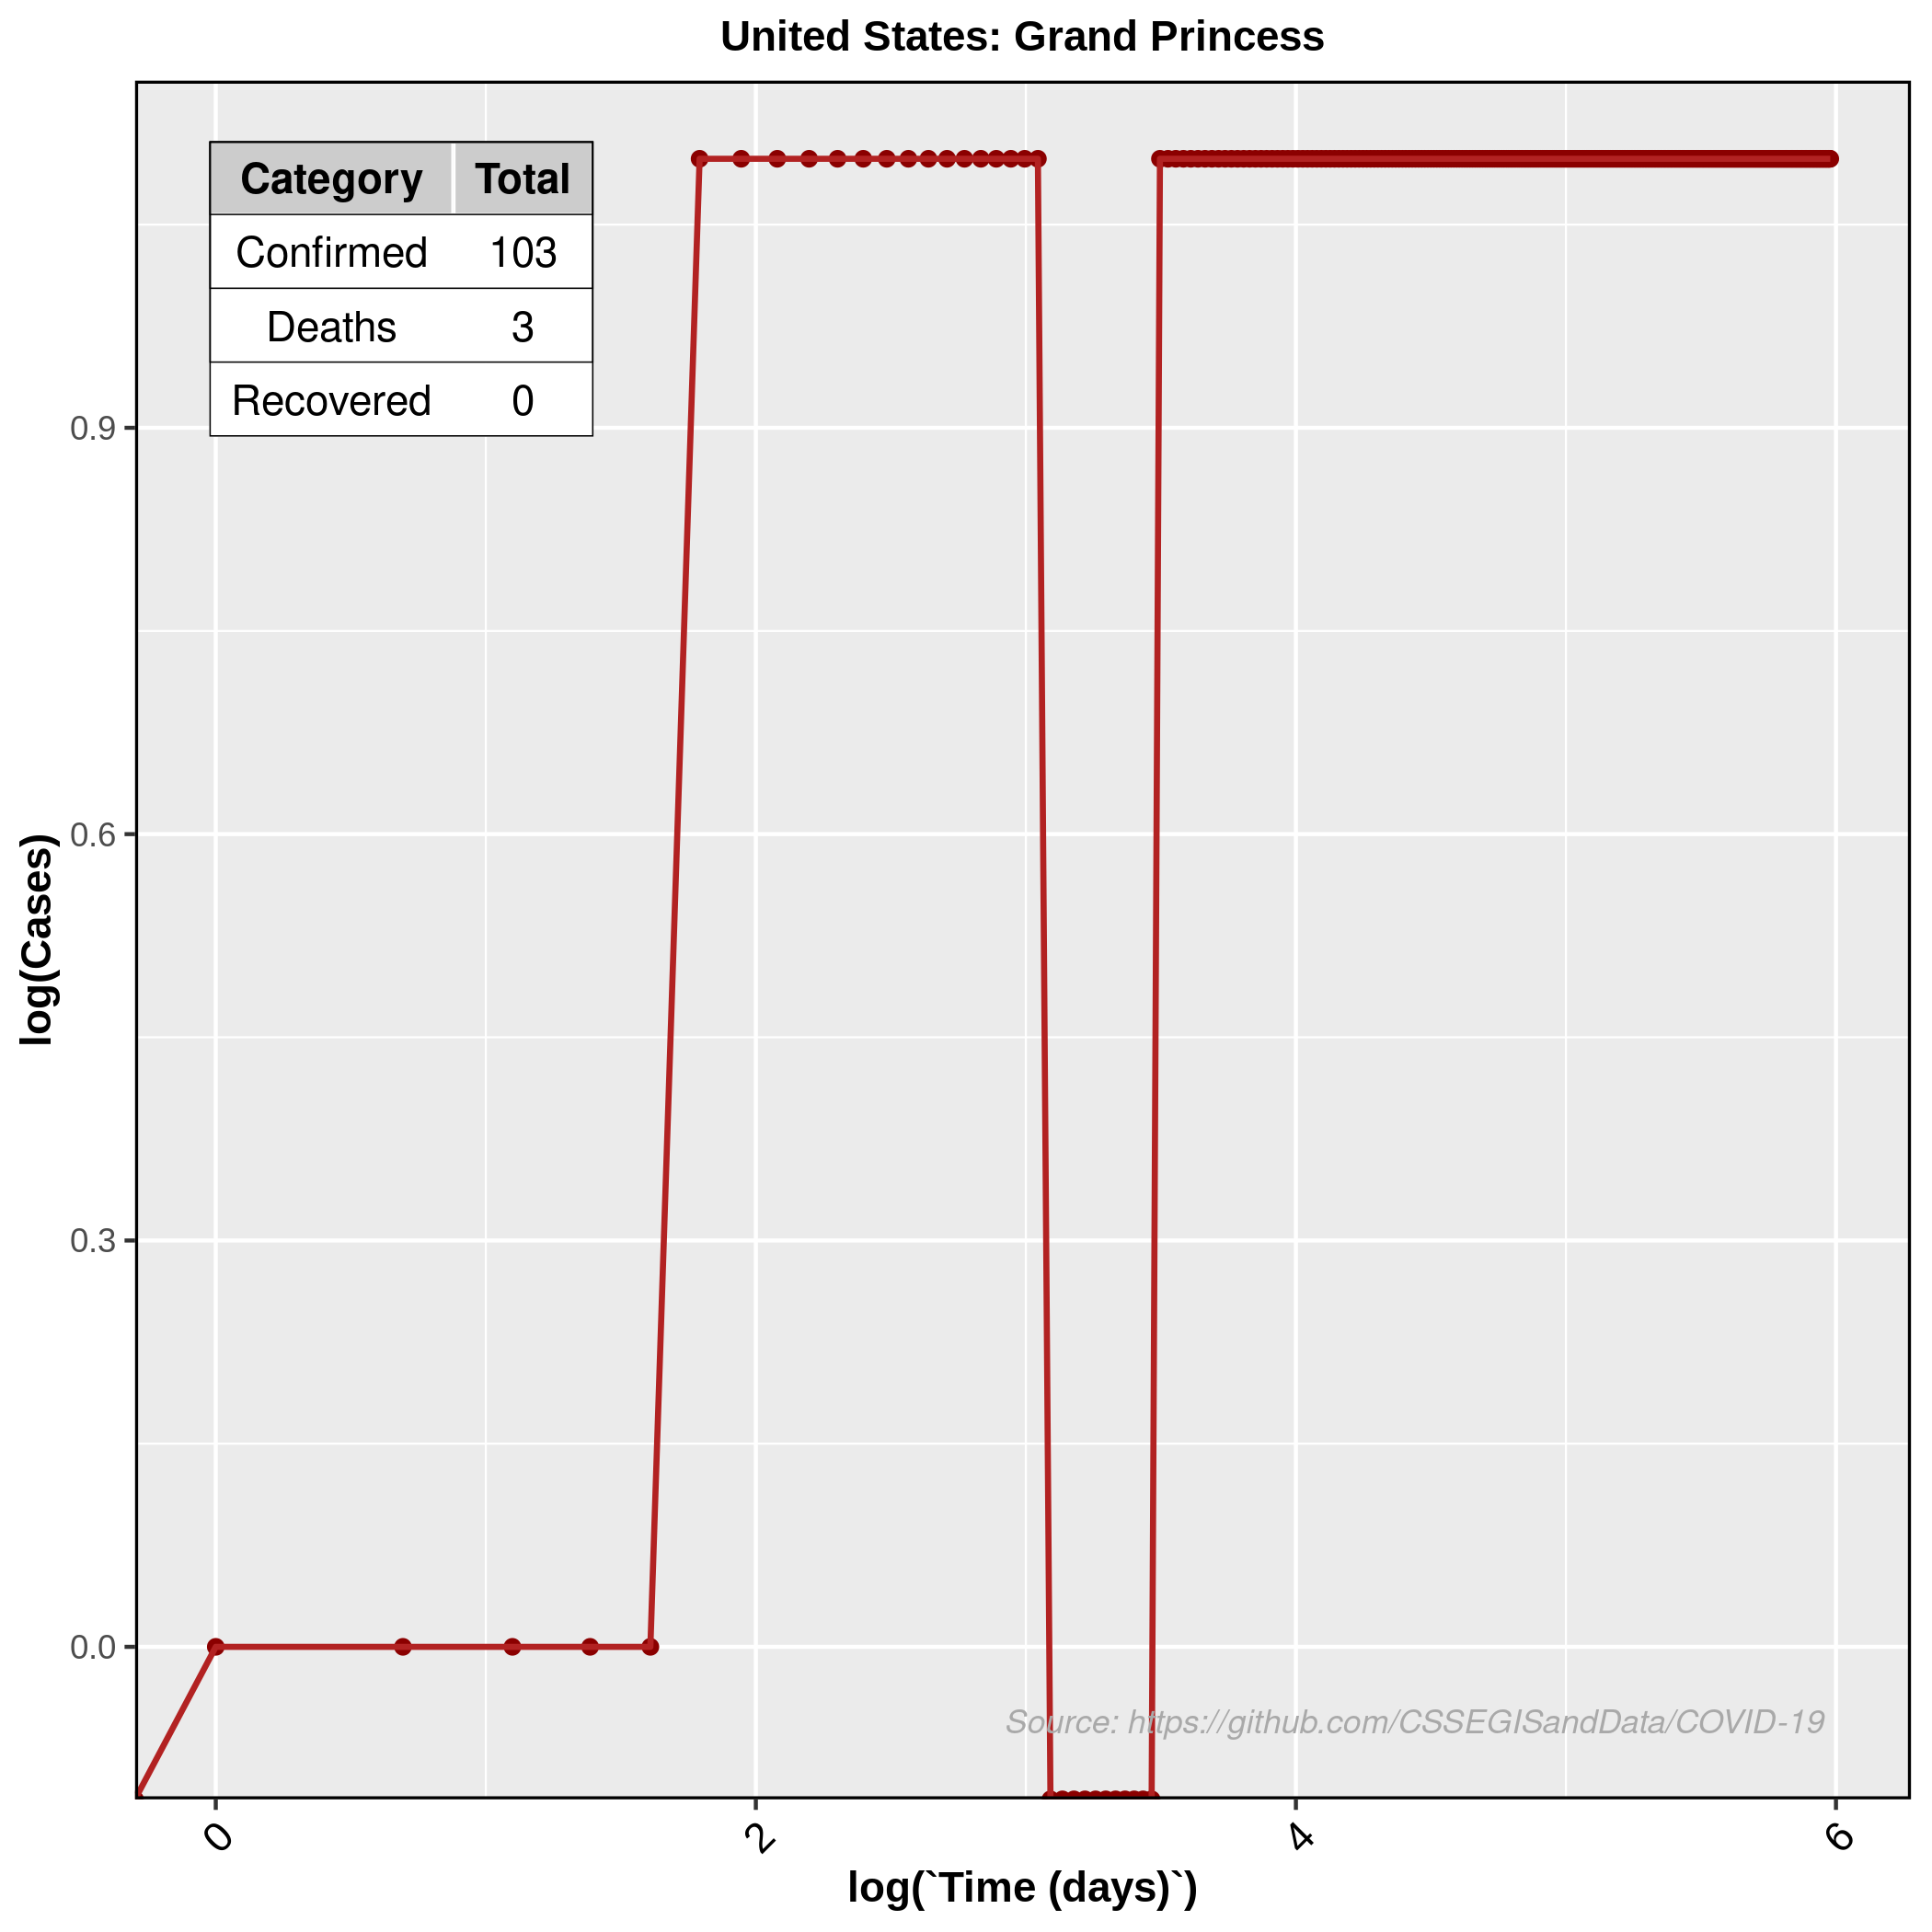 United States: Grand Princess
Category Total
Confirmed 103
Deaths 3
Recovered 0
0.9
0.6
0.3
0.0
log(Cases)
Source: https://github.com/CSSEGISandData/COVID-19
0 2 4 6
log(`Time (days)`)